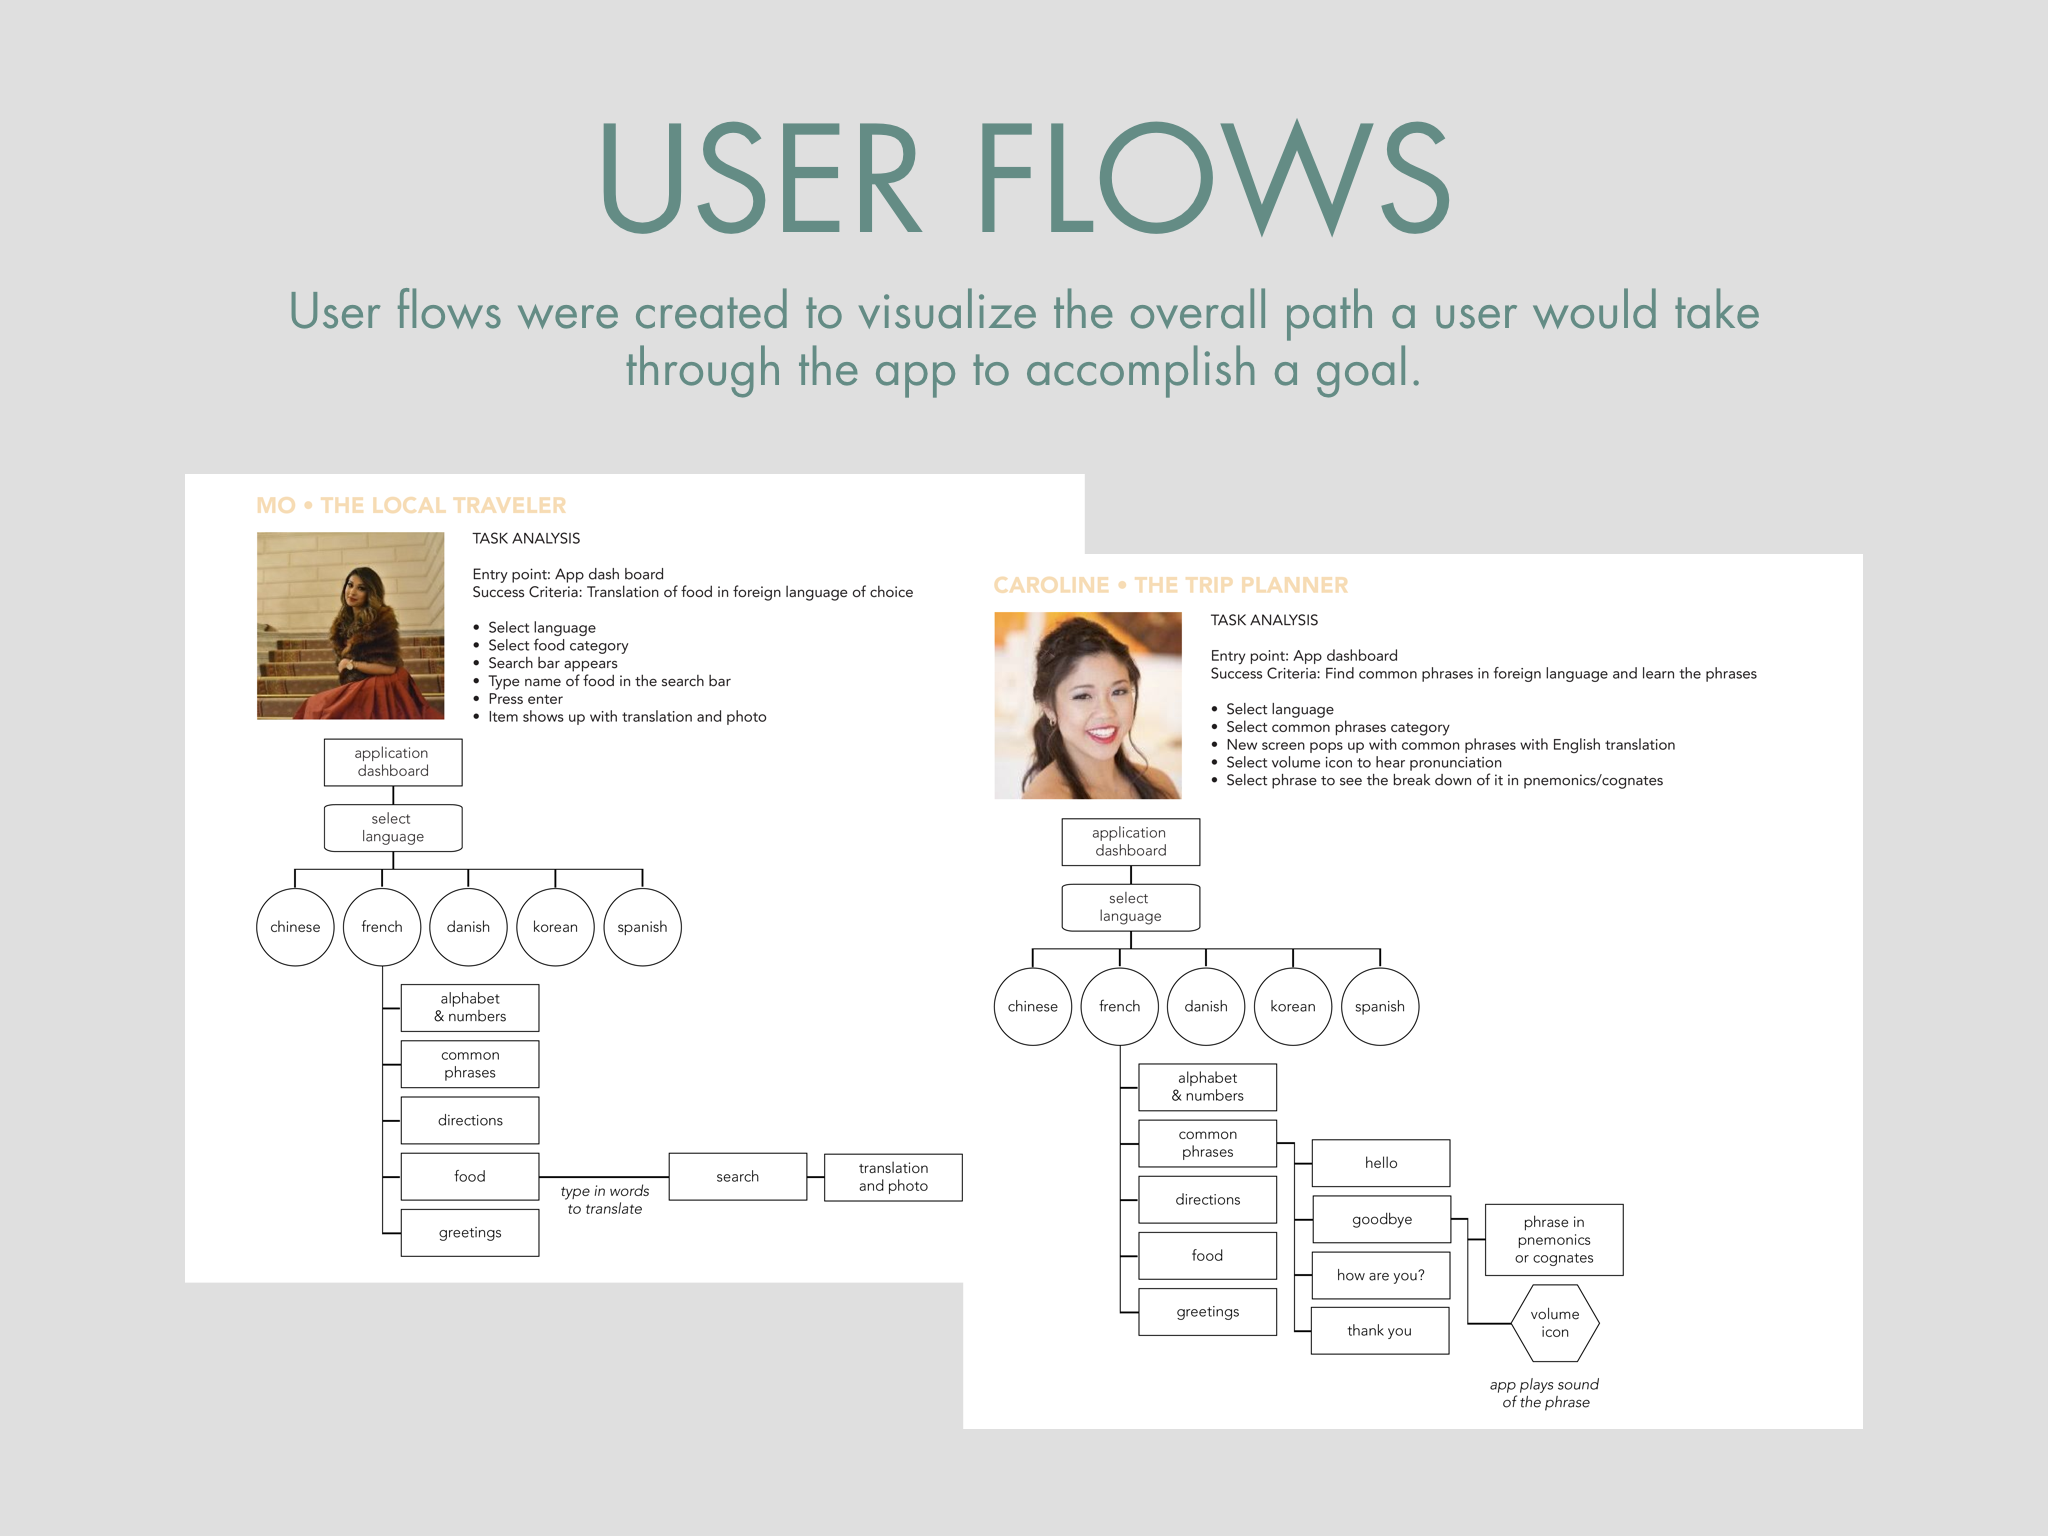 USER FLOWS
User flows were created to visualize the overall path a user would take
through the app to accomplish a goal.
MO • THE LOCAL TRAVELER
TASK ANALYSIS
Entry point: App dash board
Success Criteria: Translation of food in foreign language of choice
• Select language
• Select food category
• Search bar appears
• Type name of food in the search bar
• Press enter
• Item shows up with translation and photo
application
dashboard
select
language
chinese
french
danish
korean
spanish
alphabet
& numbers
common
phrases
directions
food
type in words
to translate
search
translation
and photo
greetings
CAROLINE • THE TRIP PLANNER
TASK ANALYSIS
Entry point: App dashboard
Success Criteria: Find common phrases in foreign language and learn the phrases
• Select language
• Select common phrases category
• New screen pops up with common phrases with English translation
• Select volume icon to hear pronunciation
• Select phrase to see the break down of it in pnemonics/cognates
application
dashboard
select
language
chinese
french
danish
korean
spanish
alphabet
& numbers
common
phrases
directions
food
greetings
hello
goodbye
how are you?
thank you
phrase in
pnemonics
or cognates
volume
icon
app plays sound
of the phrase